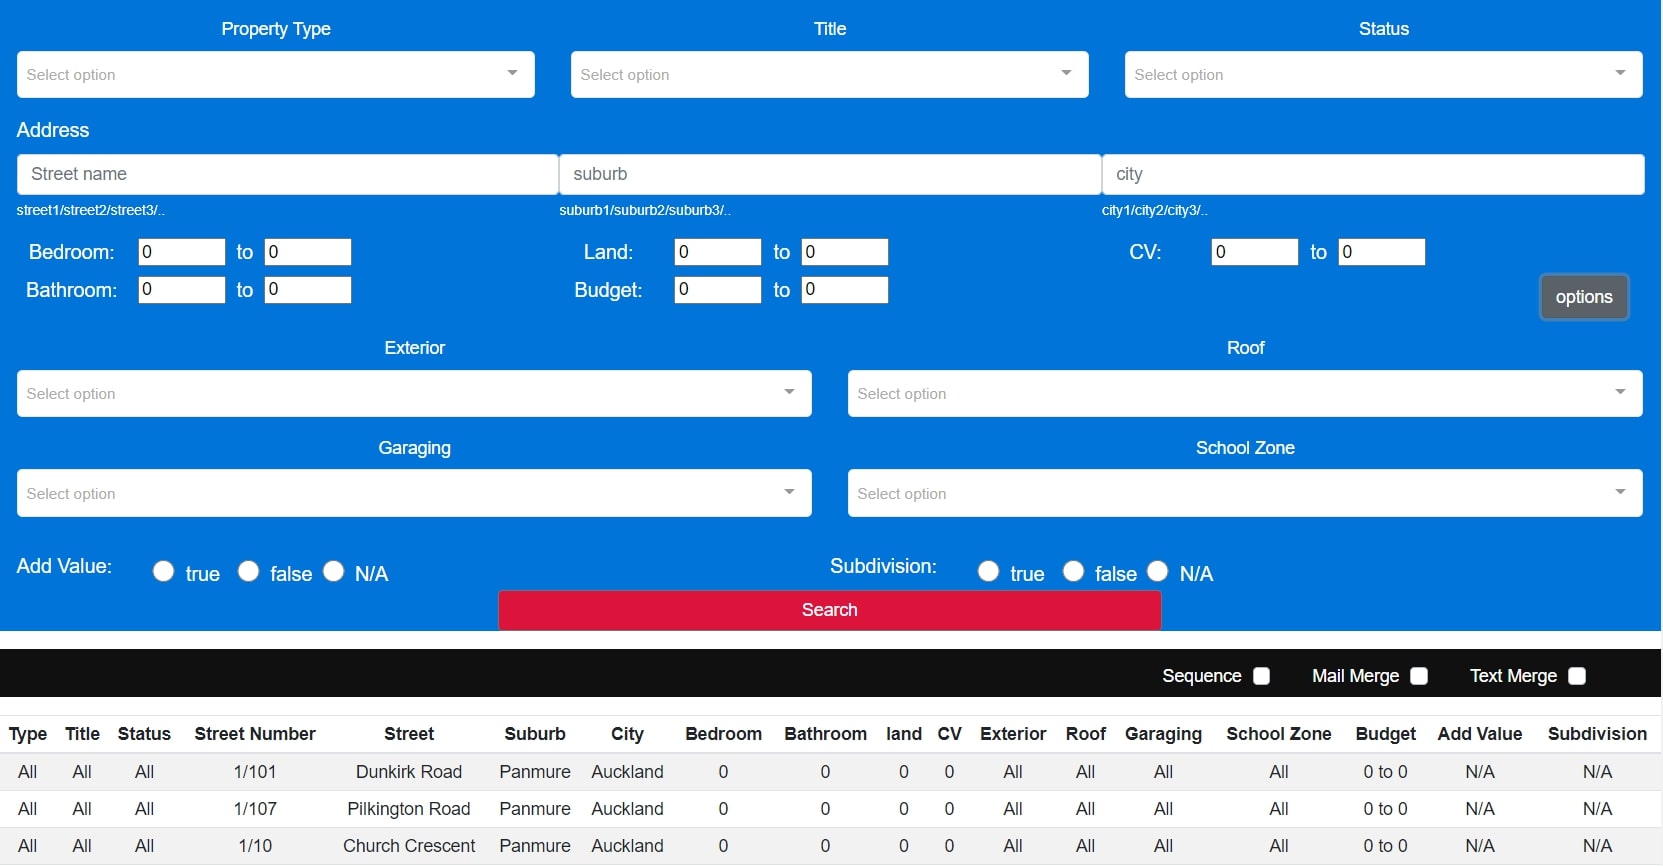 Property Type Title Status
Select option Select option Select option
Address
Street name suburb city
street1/street2/street3/.. suburb1/suburb2/suburb3/.. city1/city2/city3/..
Bedroom: 0 to 0 Land: 0 to 0 CV: 0 to 0
Bathroom: 0 to 0 Budget: 0 to 0
options
Exterior Roof
Select option Select option
Garaging School Zone
Select option Select option
Add Value: true false N/A Subdivision: true false N/A
Search
Sequence Mail Merge Text Merge
Type Title Status Street Number Street Suburb City Bedroom Bathroom land CV Exterior Roof Garaging School Zone Budget Add Value Subdivision
All All All 1/101 Dunkirk Road Panmure Auckland 0 0 0 0 All All All All 0 to 0 N/A N/A
All All All 1/107 Pilkington Road Panmure Auckland 0 0 0 0 All All All All 0 to 0 N/A N/A
All All All 1/10 Church Crescent Panmure Auckland 0 0 0 0 All All All All 0 to 0 N/A N/A